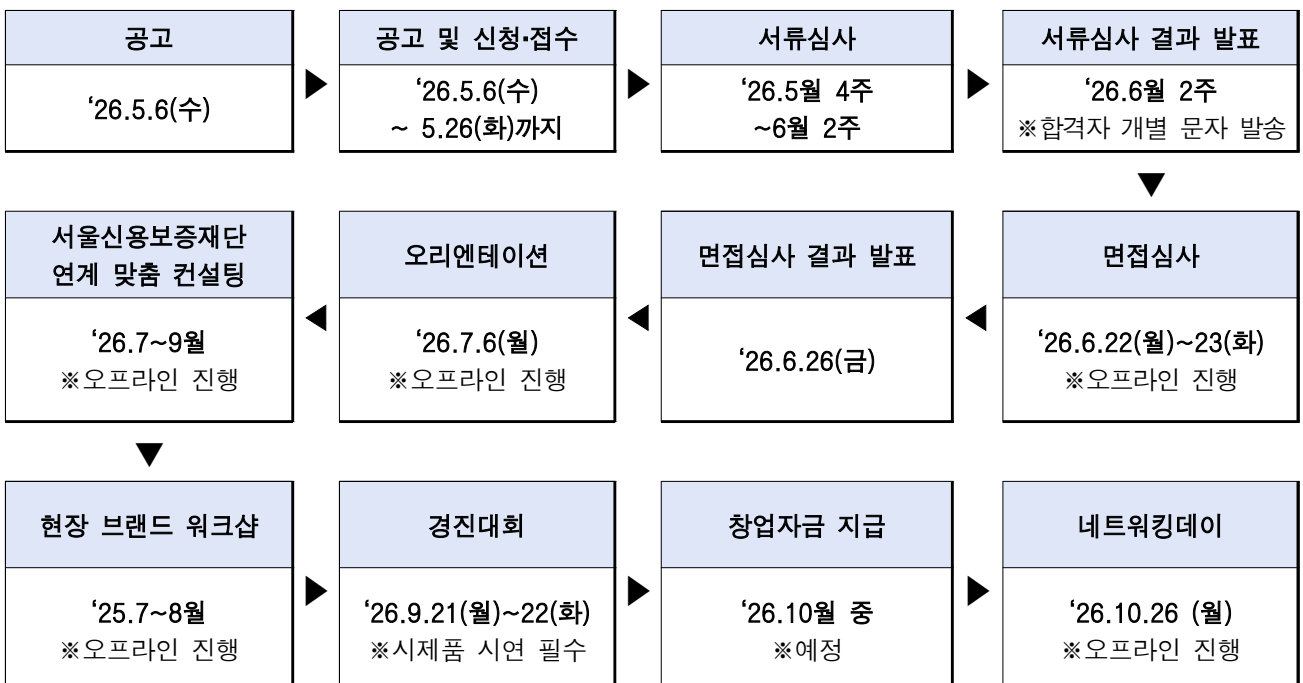 공고
‘26.5.6(수)
공고 및 신청·접수
‘26.5.6(수)
~ 5.26(화)까지
서류심사
‘26.5월 4주
~6월 2주
서류심사 결과 발표
‘26.6월 2주
※합격자 개별 문자 발송
면접심사
‘26.6.22(월)~23(화)
※오프라인 진행
면접심사 결과 발표
‘26.6.26(금)
오리엔테이션
‘26.7.6(월)
※오프라인 진행
서울신용보증재단
연계 맞춤 컨설팅
‘26.7~9월
※오프라인 진행
현장 브랜드 워크샵
‘25.7~8월
※오프라인 진행
경진대회
‘26.9.21(월)~22(화)
※시제품 시연 필수
창업자금 지급
‘26.10월 중
※예정
네트워킹데이
‘26.10.26 (월)
※오프라인 진행